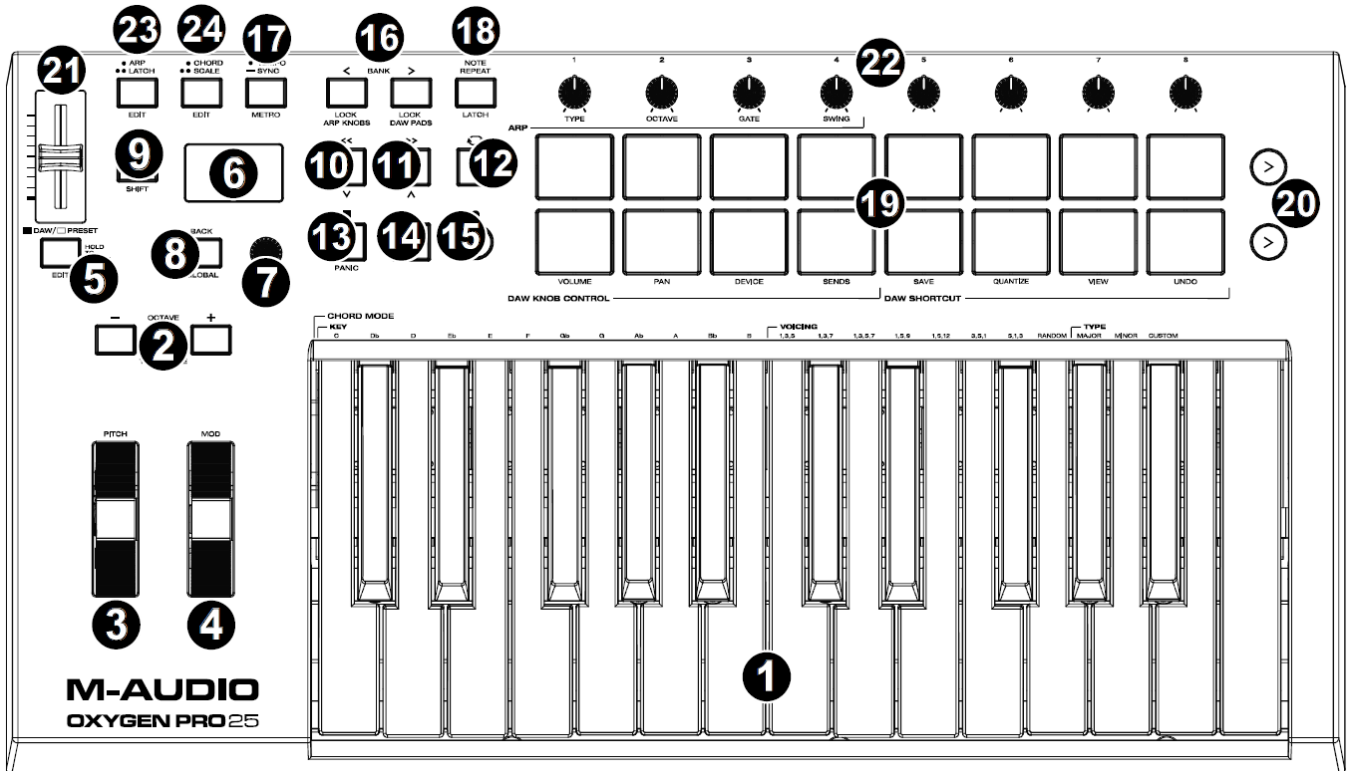 23 24 17 16 18
21 22
ARP
LATCH
CHORD
SCALE
SYNC
< BANK >
NOTE
REPEAT
1 2 3 4 5 6 7 8
EDIT EDIT METRO
LOOK
ARP KNOBS
LOOK
DAW PADS
LATCH
TYPE OCTAVE GATE SWING
ARP
9 6 10 11 12
<< >>
SHIFT
19 20
> >
DAW/ PRESET
HOLD
EDIT
5
BACK
GLOBAL
8 7
13 14 15
PANIC
VOLUME PAN DEVICE SENDS SAVE QUANTIZE VIEW UNDO
DAW KNOB CONTROL DAW SHORTCUT
- OCTAVE +
2
CHORD MODE
KEY VOICING TYPE
C Db D Eb E F Gb G Ab A Bb B 1,3,5 1,3,7 1,3,5,7 1,5,9 1,5,12 3,5,1 5,1,3 RANDOM MAJOR MINOR CUSTOM
PITCH MOD
3 4
1
M-AUDIO
OXYGEN PRO 25